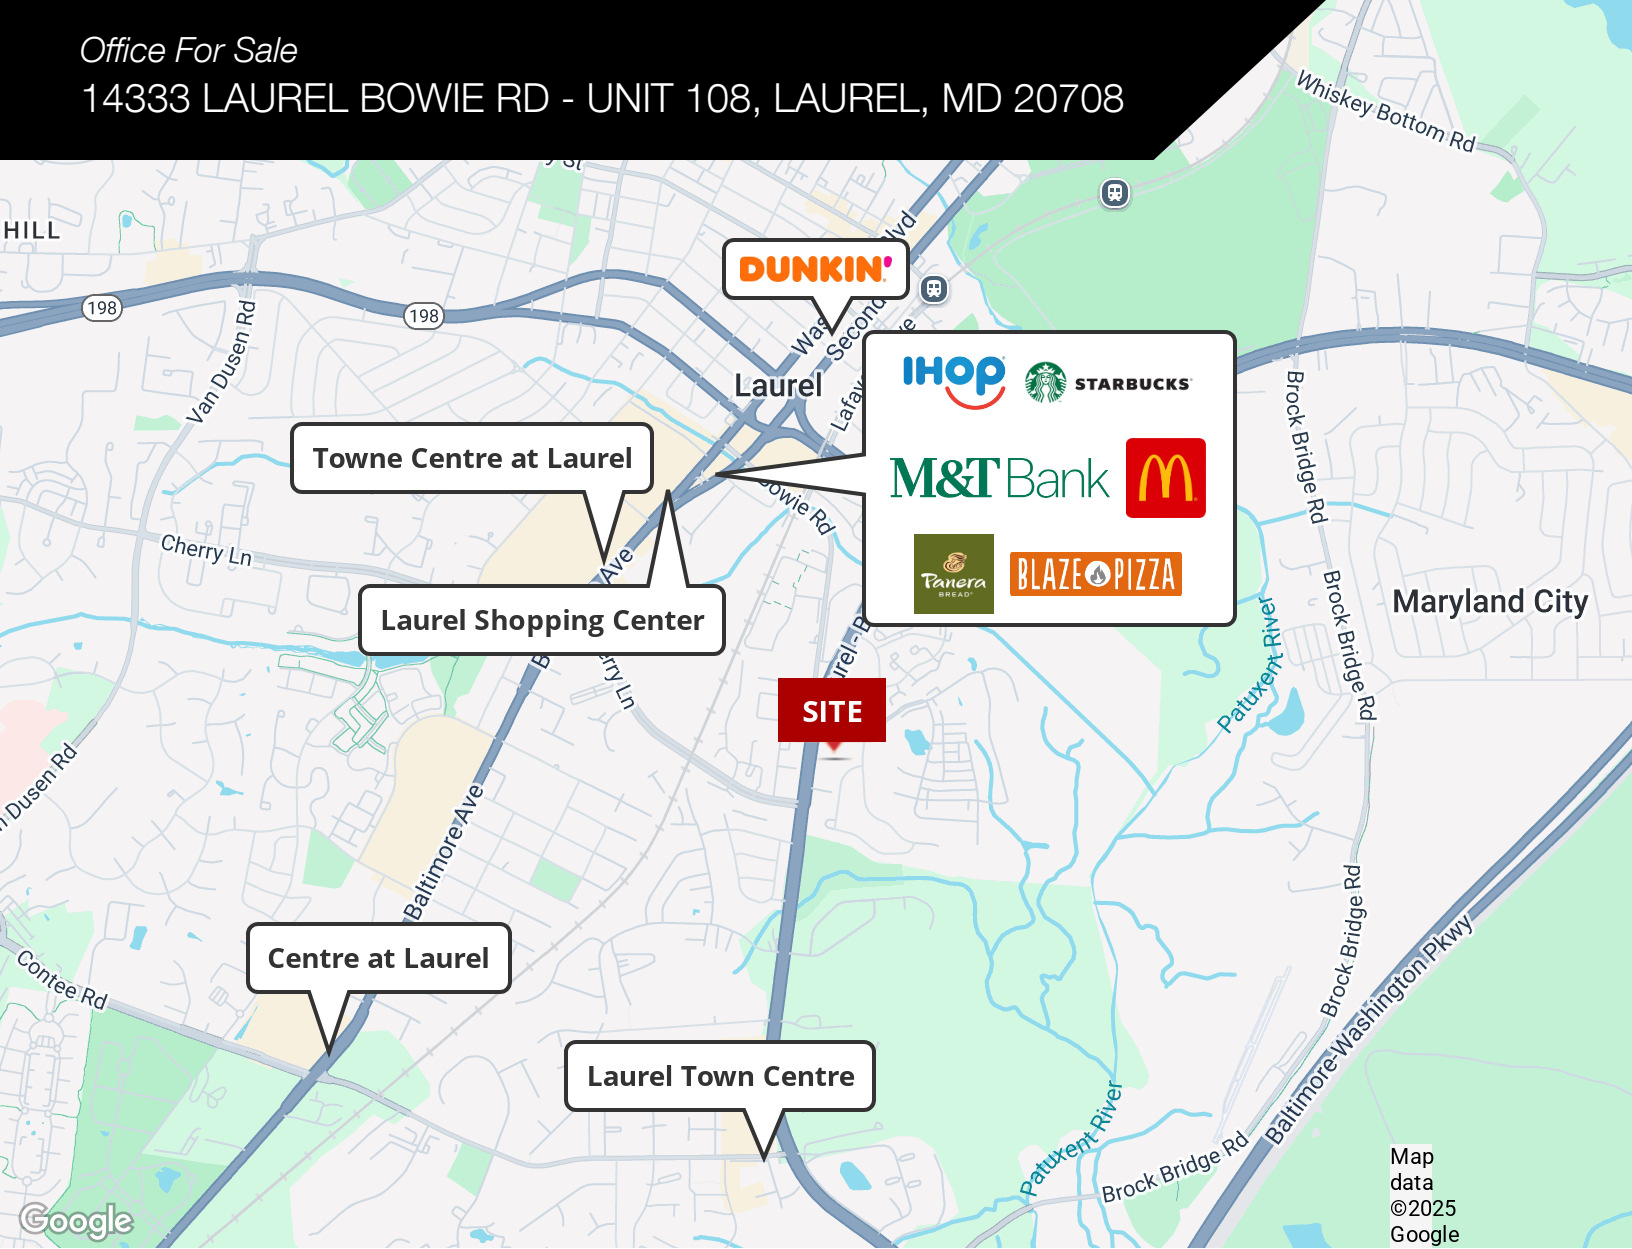 Office For Sale
14333 LAUREL BOWIE RD - UNIT 108, LAUREL, MD 20708
Whiskey Bottom Rd
HILL
198
198
Van Dusen Rd
DUNKIN'
Second
Laurel
IHOP
STARBUCKS
M&T Bank
Panera
BREAD
BLAZE PIZZA
Brock Bridge Rd
Towne Centre at Laurel
Bowie Rd
Cherry Ln
Ave
Laurel Shopping Center
Brock Bridge Rd
Maryland City
Patuxent River
SITE
Dusen Rd
Baltimore Ave
Brock Bridge Rd
Centre at Laurel
Contee Rd
Baltimore-Washington Pkwy
Laurel Town Centre
Patuxent River
Brock Bridge Rd
Google
Map
data
©2025
Google